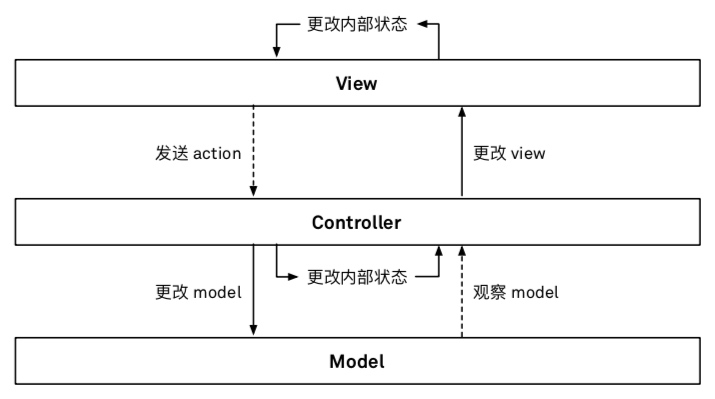 更改内部状态
View
发送 action
更改 view
Controller
更改 model
更改内部状态
观察 model
Model